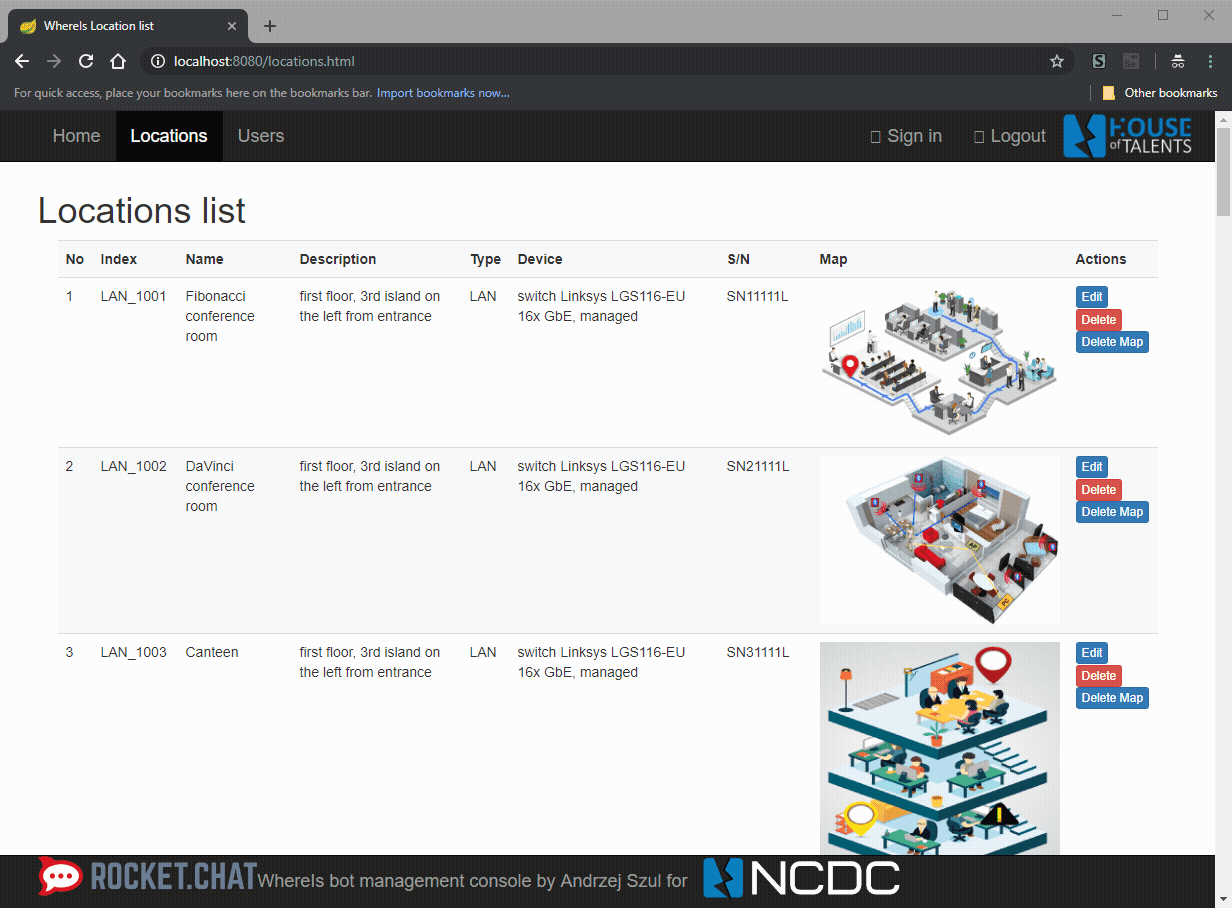 WhereIs Location list
localhost:8080/locations.html
For quick access, place your bookmarks here on the bookmarks bar. Import bookmarks now...
Other bookmarks
Home Locations Users Sign in Logout HOUSE of TALENTS
Locations list
No Index Name Description Type Device S/N Map Actions
1 LAN_1001 Fibonacci first floor, 3rd island on LAN switch Linksys LGS116-EU SN11111L Edit
conference the left from entrance 16x GbE, managed Delete
room Delete Map
2 LAN_1002 DaVinci first floor, 3rd island on LAN switch Linksys LGS116-EU SN21111L Edit
conference the left from entrance 16x GbE, managed Delete
room Delete Map
AP
PC
3 LAN_1003 Canteen first floor, 3rd island on LAN switch Linksys LGS116-EU SN31111L Edit
the left from entrance 16x GbE, managed Delete
Delete Map
ROCKET.CHAT WhereIs bot management console by Andrzej Szul for NCDC